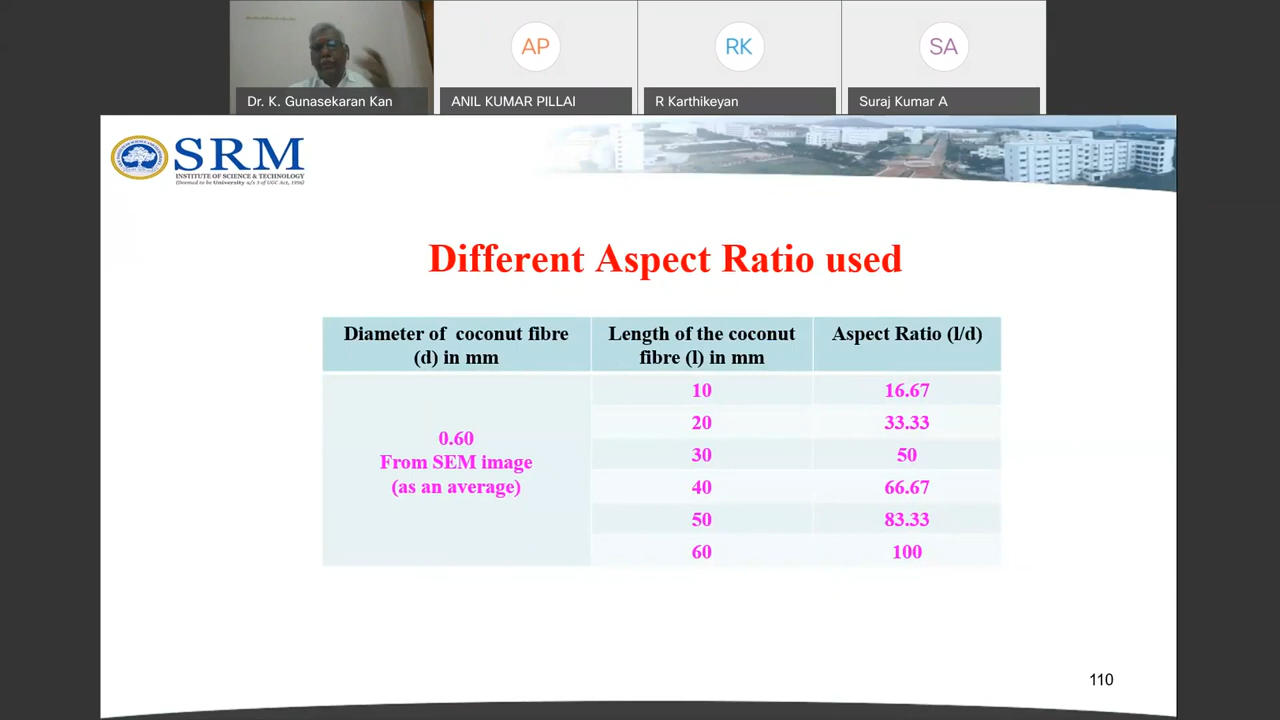 Dr. K. Gunasekaran Kan
ANIL KUMAR PILLAI
R Karthikeyan
Suraj Kumar A
AP
RK
SA
SRM
INSTITUTE OF SCIENCE & TECHNOLOGY
(Deemed to be University u/s 3 of UGC Act, 1956)
Different Aspect Ratio used
Diameter of coconut fibre
(d) in mm
Length of the coconut
fibre (l) in mm
Aspect Ratio (l/d)
0.60
From SEM image
(as an average)
10 16.67
20 33.33
30 50
40 66.67
50 83.33
60 100
110